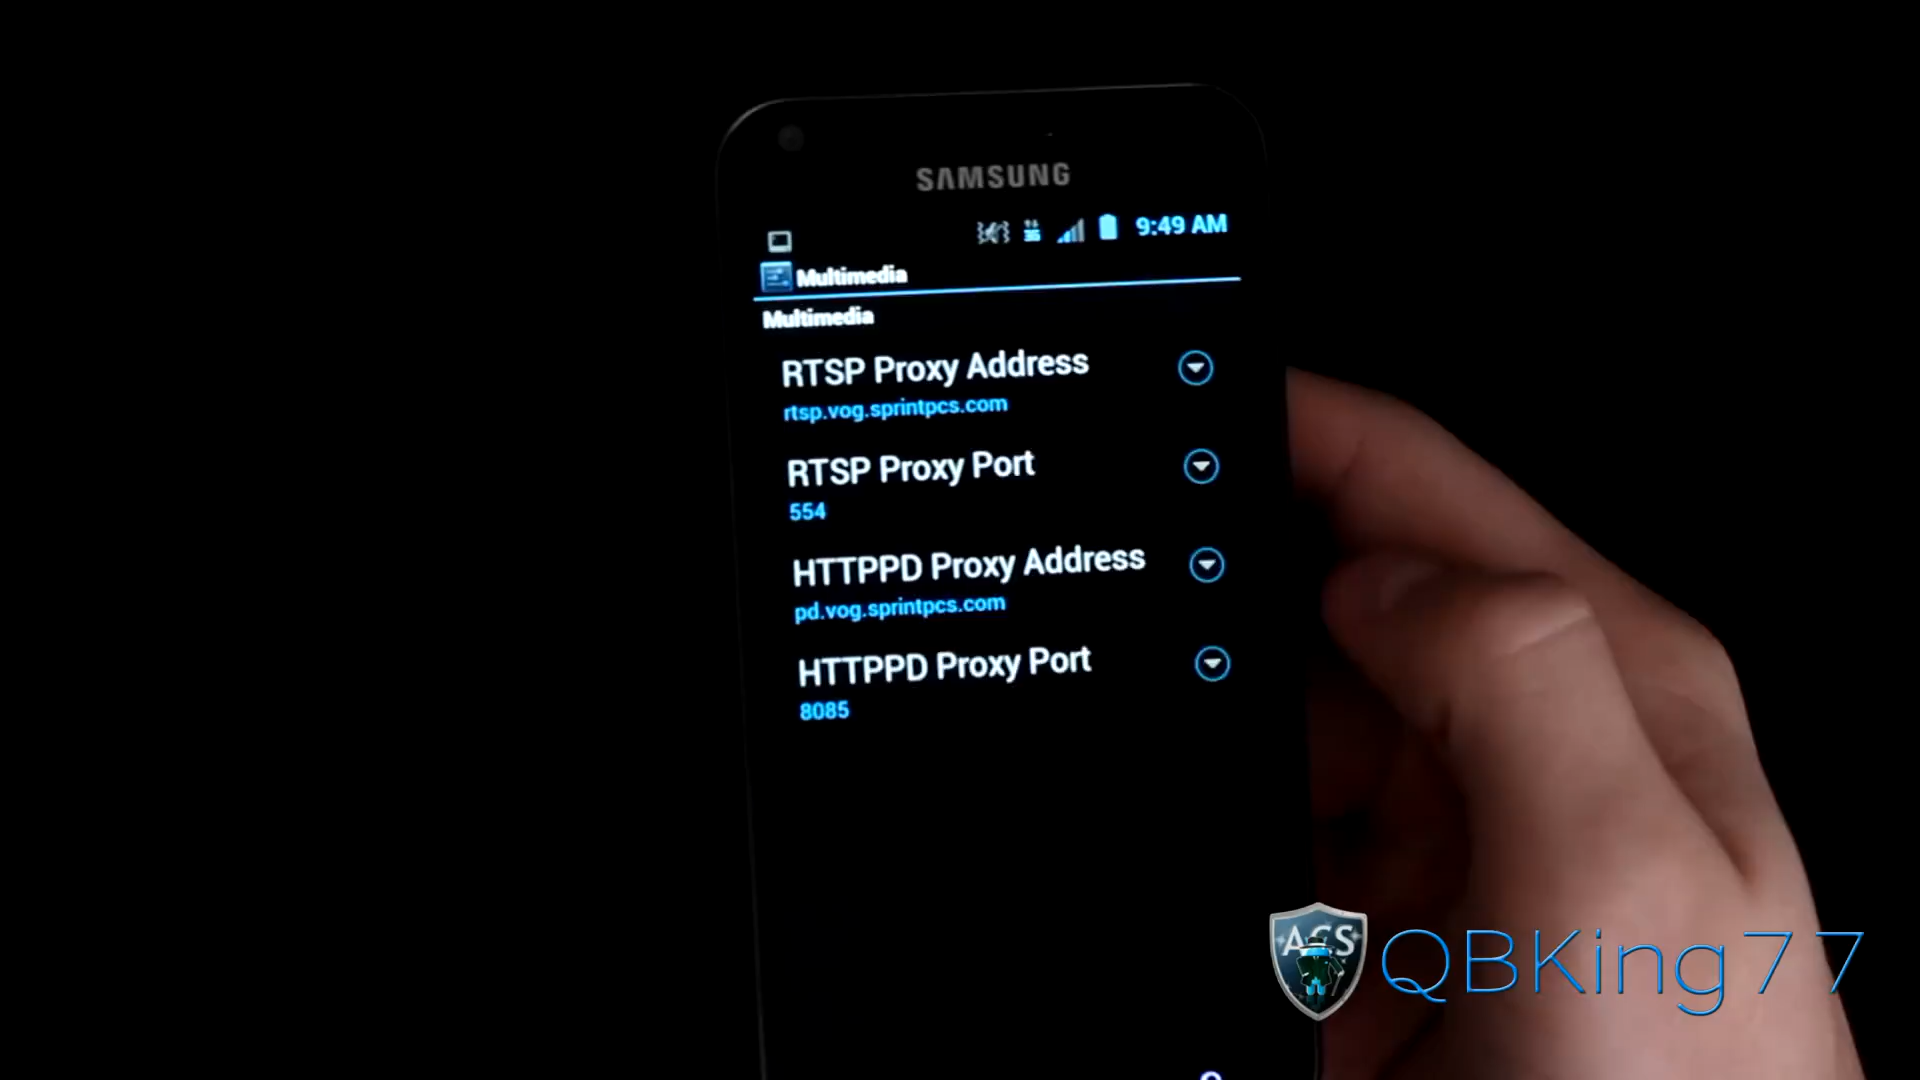 SAMSUNG
3G 9:49 AM
Multimedia
Multimedia
RTSP Proxy Address
rtsp.vog.sprintpcs.com
RTSP Proxy Port
554
HTTPPD Proxy Address
pd.vog.sprintpcs.com
HTTPPD Proxy Port
8085
ACS
QBKing77